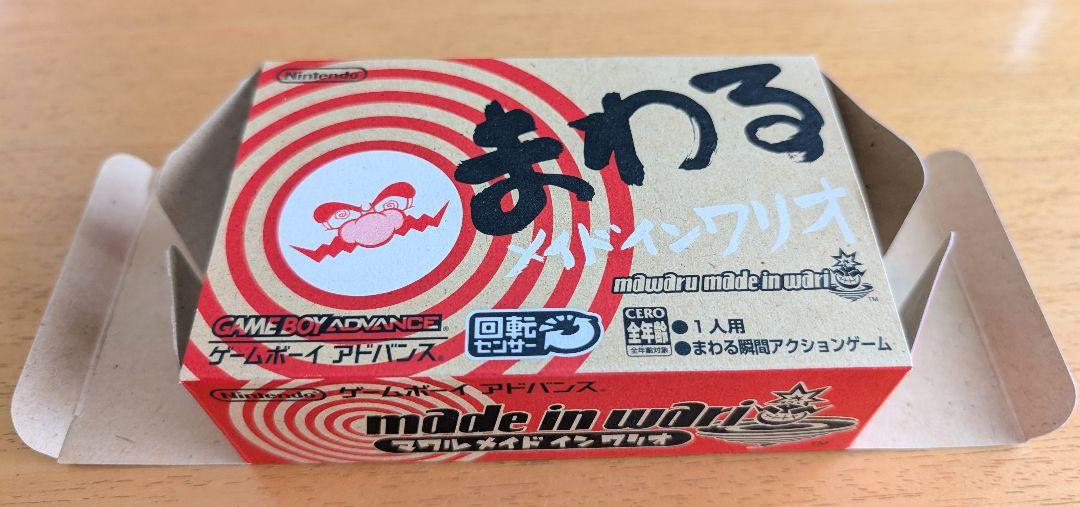 Nintendo
まわる
メイドインワリオ
mawaru made in wari
TM
GAME BOY ADVANCE
ゲームボーイ アドバンス
回転
センサー
CERO
全年齢
全年齢対象
●1人用
●まわる瞬間アクションゲーム
Nintendo ゲームボーイ アドバンス
made in wari
TM
マワル メイド イン ワリオ